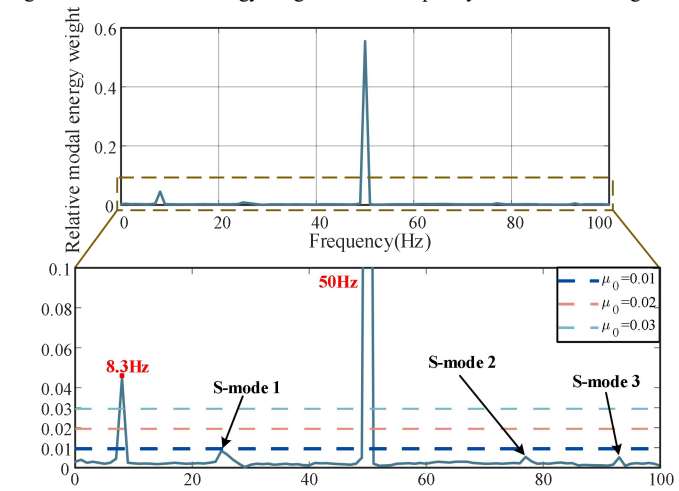 Relative modal energy weight
0.6
0.4
0.2
0
0 20 40 60 80 100
Frequency(Hz)
0.1
0.08
0.06
0.04
0.03
0.02
0.01
0
50Hz
8.3Hz
S-mode 1
S-mode 2
S-mode 3
μ0=0.01
μ0=0.02
μ0=0.03
0 20 40 60 80 100